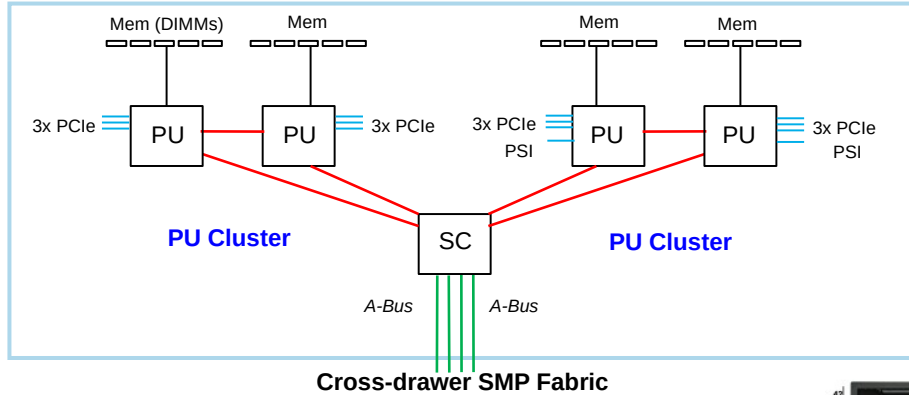 Mem (DIMMs)
Mem
Mem
Mem
3x PCIe
PU
PU
3x PCIe
3x PCIe
PSI
PU
PU
3x PCIe
PSI
PU Cluster
SC
PU Cluster
A-Bus
A-Bus
Cross-drawer SMP Fabric
42